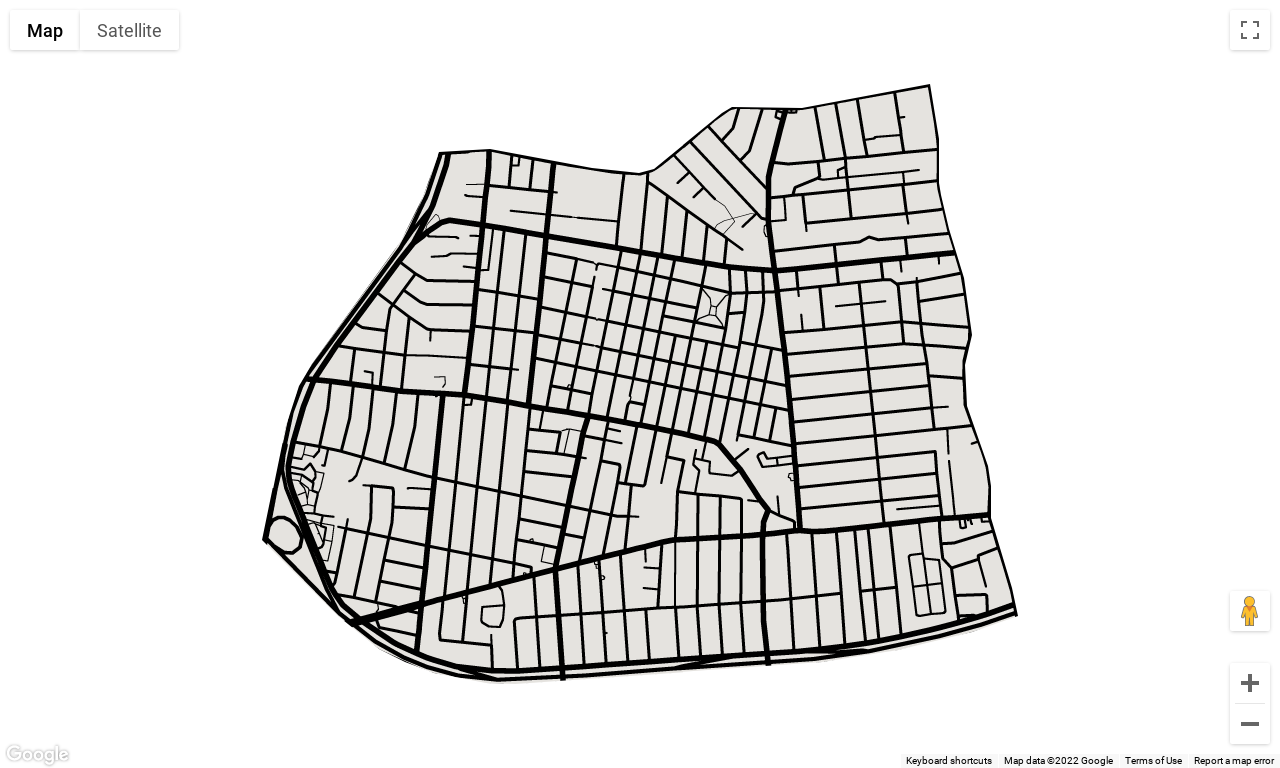 Map
Satellite
Google
Keyboard shortcuts
Map data ©2022 Google
Terms of Use
Report a map error